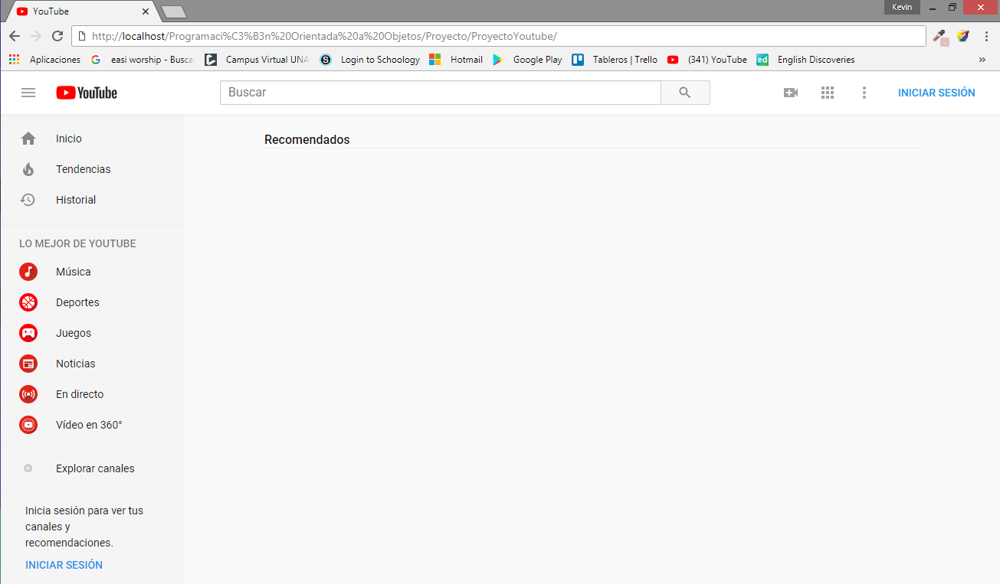 YouTube
Kevin
http://localhost/Programaci%C3%B3n%20Orientada%20a%20Objetos/Proyecto/ProyectoYoutube/
Aplicaciones easi worship - Busca Campus Virtual UNA Login to Schoology Hotmail Google Play Tableros | Trello (341) YouTube ed English Discoveries »
YouTube
Buscar
INICIAR SESIÓN
Inicio
Tendencias
Historial
LO MEJOR DE YOUTUBE
Música
Deportes
Juegos
Noticias
En directo
Vídeo en 360°
Explorar canales
Inicia sesión para ver tus
canales y
recomendaciones.
INICIAR SESIÓN
Recomendados